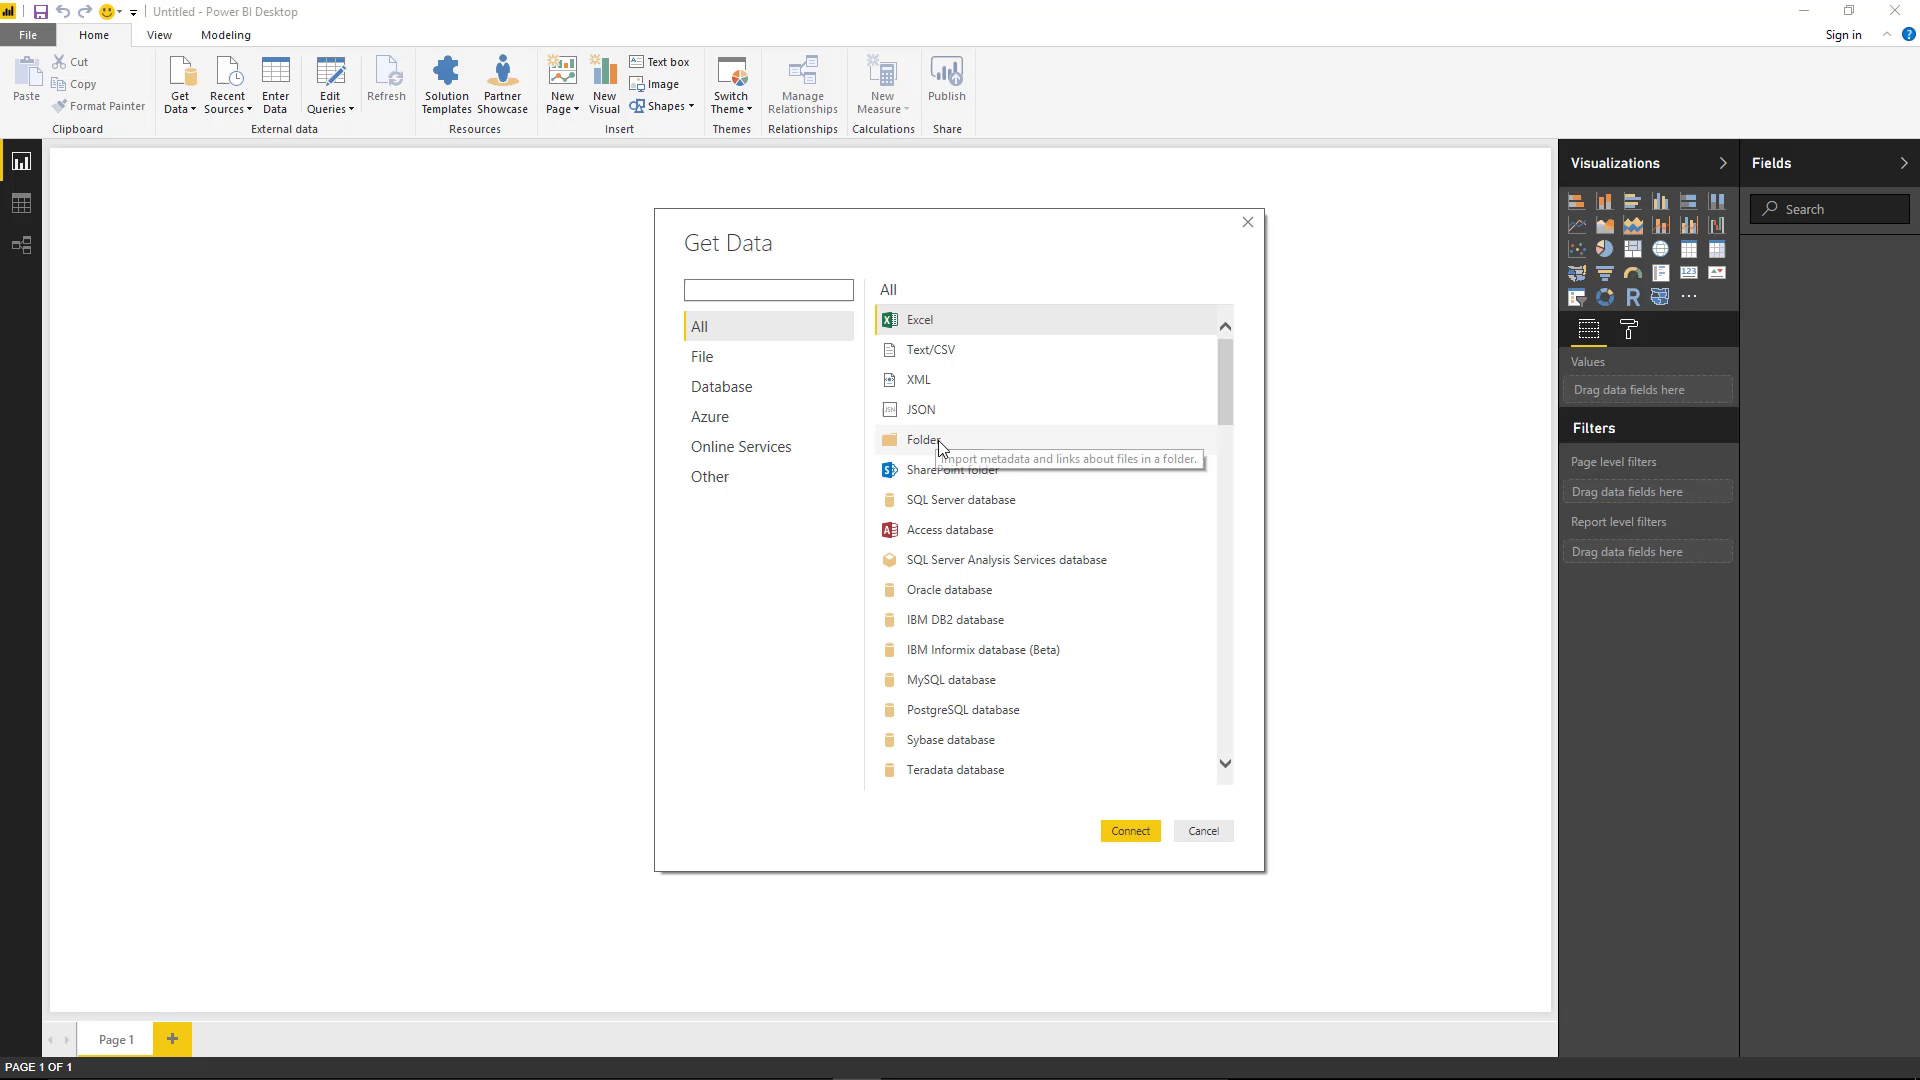 Untitled - Power BI Desktop
File
Home
View
Modeling
Sign in
Paste
Cut
Copy
Format Painter
Clipboard
Get Data
Recent Sources
Enter Data
Edit Queries
Refresh
External data
Solution Templates
Partner Showcase
Resources
New Page
New Visual
Text box
Image
Shapes
Insert
Switch Theme
Themes
Manage Relationships
Relationships
New Measure
Calculations
Publish
Share
Get Data
All
File
Database
Azure
Online Services
Other
All
Excel
Text/CSV
XML
JSON
Folder
Import metadata and links about files in a folder.
SharePoint folder
SQL Server database
Access database
SQL Server Analysis Services database
Oracle database
IBM DB2 database
IBM Informix database (Beta)
MySQL database
PostgreSQL database
Sybase database
Teradata database
Connect
Cancel
Visualizations
Values
Drag data fields here
Filters
Page level filters
Drag data fields here
Report level filters
Drag data fields here
Fields
Search
Page 1
PAGE 1 OF 1